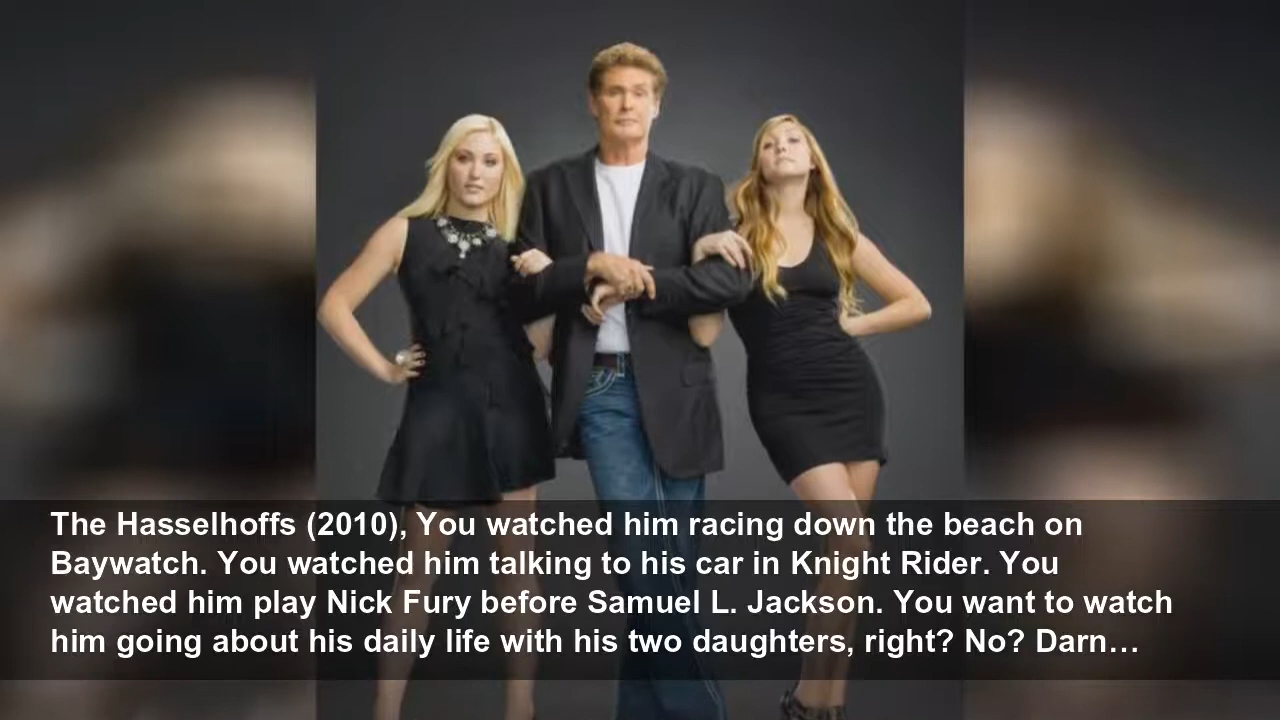 The Hasselhoffs (2010), You watched him racing down the beach on
Baywatch. You watched him talking to his car in Knight Rider. You
watched him play Nick Fury before Samuel L. Jackson. You want to watch
him going about his daily life with his two daughters, right? No? Darn…